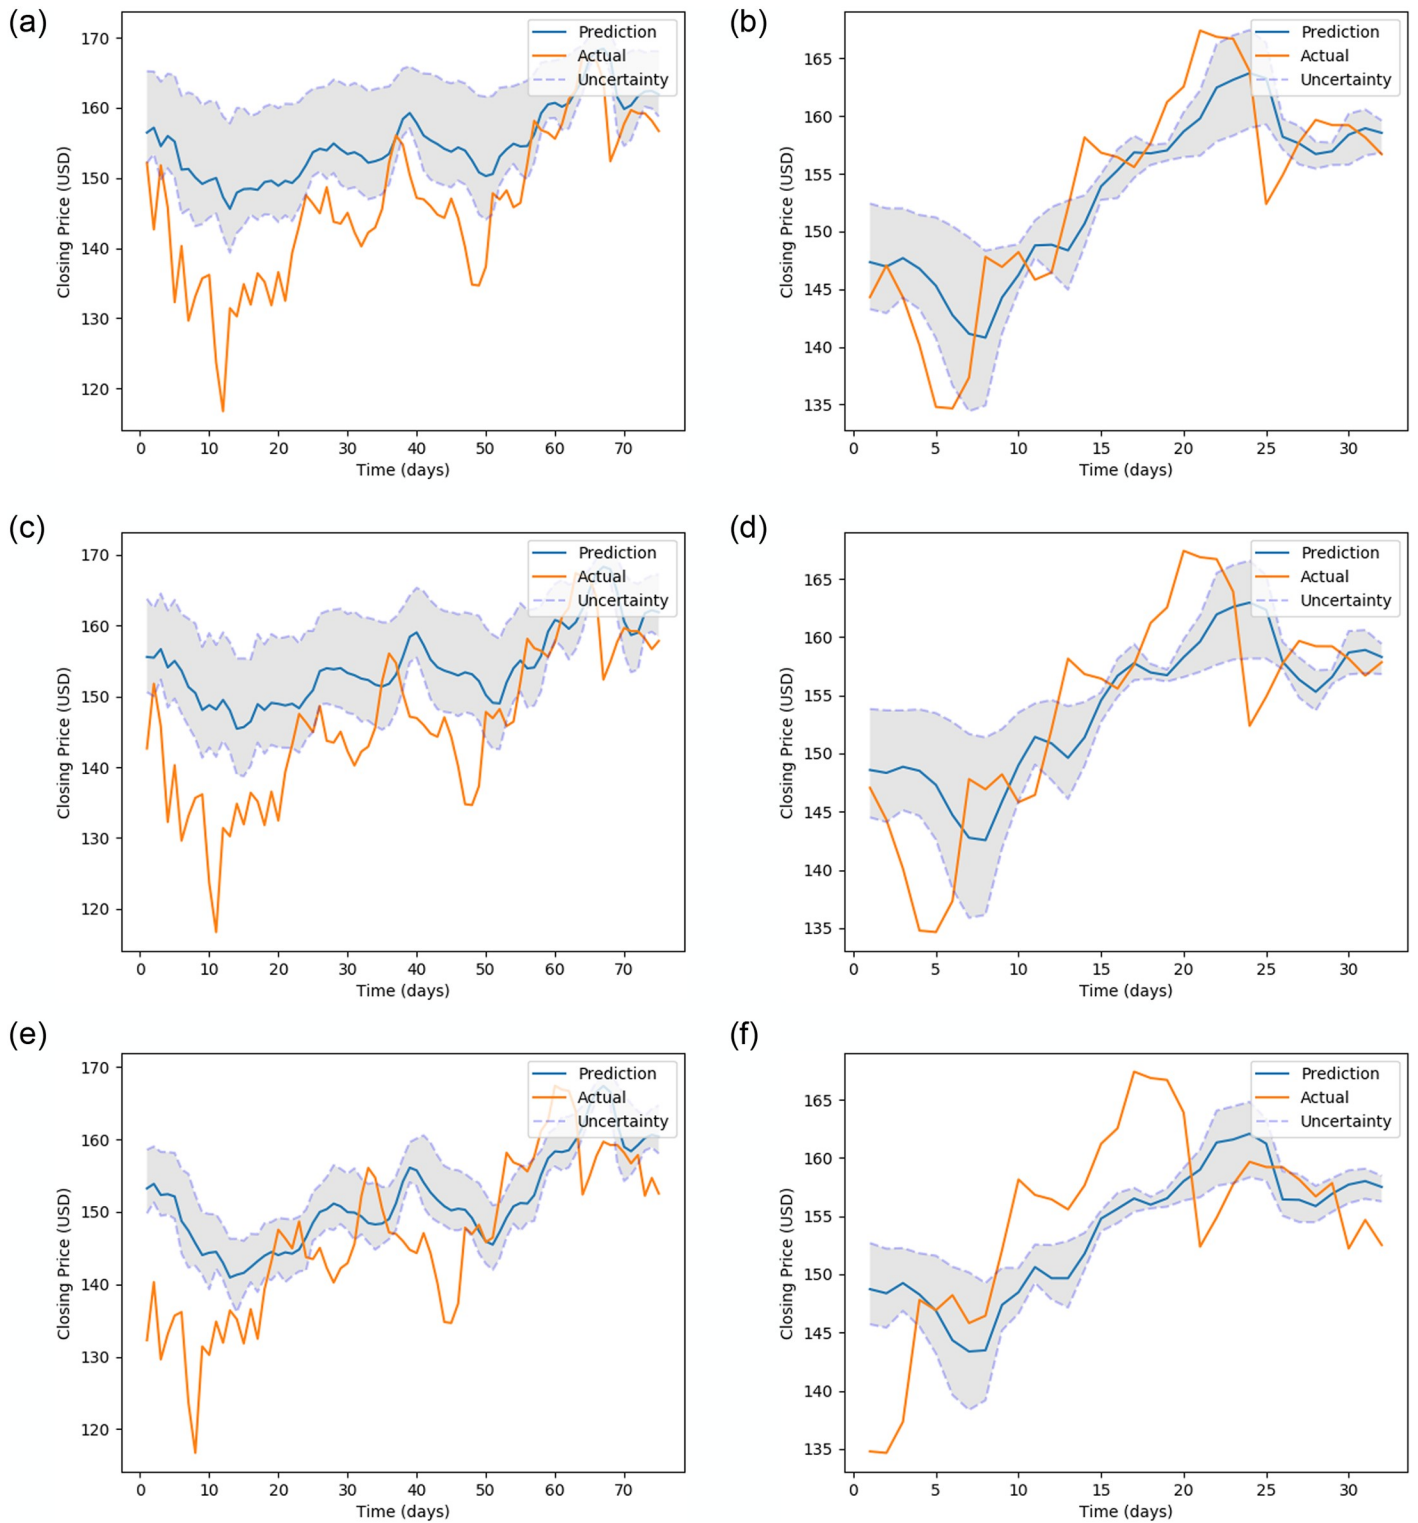 (a)
170
160
150
140
130
120
Closing Price (USD)
0 10 20 30 40 50 60 70
Time (days)
Prediction
Actual
Uncertainty
(b)
165
160
155
150
145
140
135
Closing Price (USD)
0 5 10 15 20 25 30
Time (days)
Prediction
Actual
Uncertainty
(c)
170
160
150
140
130
120
Closing Price (USD)
0 10 20 30 40 50 60 70
Time (days)
Prediction
Actual
Uncertainty
(d)
165
160
155
150
145
140
135
Closing Price (USD)
0 5 10 15 20 25 30
Time (days)
Prediction
Actual
Uncertainty
(e)
170
160
150
140
130
120
Closing Price (USD)
0 10 20 30 40 50 60 70
Time (days)
Prediction
Actual
Uncertainty
(f)
165
160
155
150
145
140
135
Closing Price (USD)
0 5 10 15 20 25 30
Time (days)
Prediction
Actual
Uncertainty